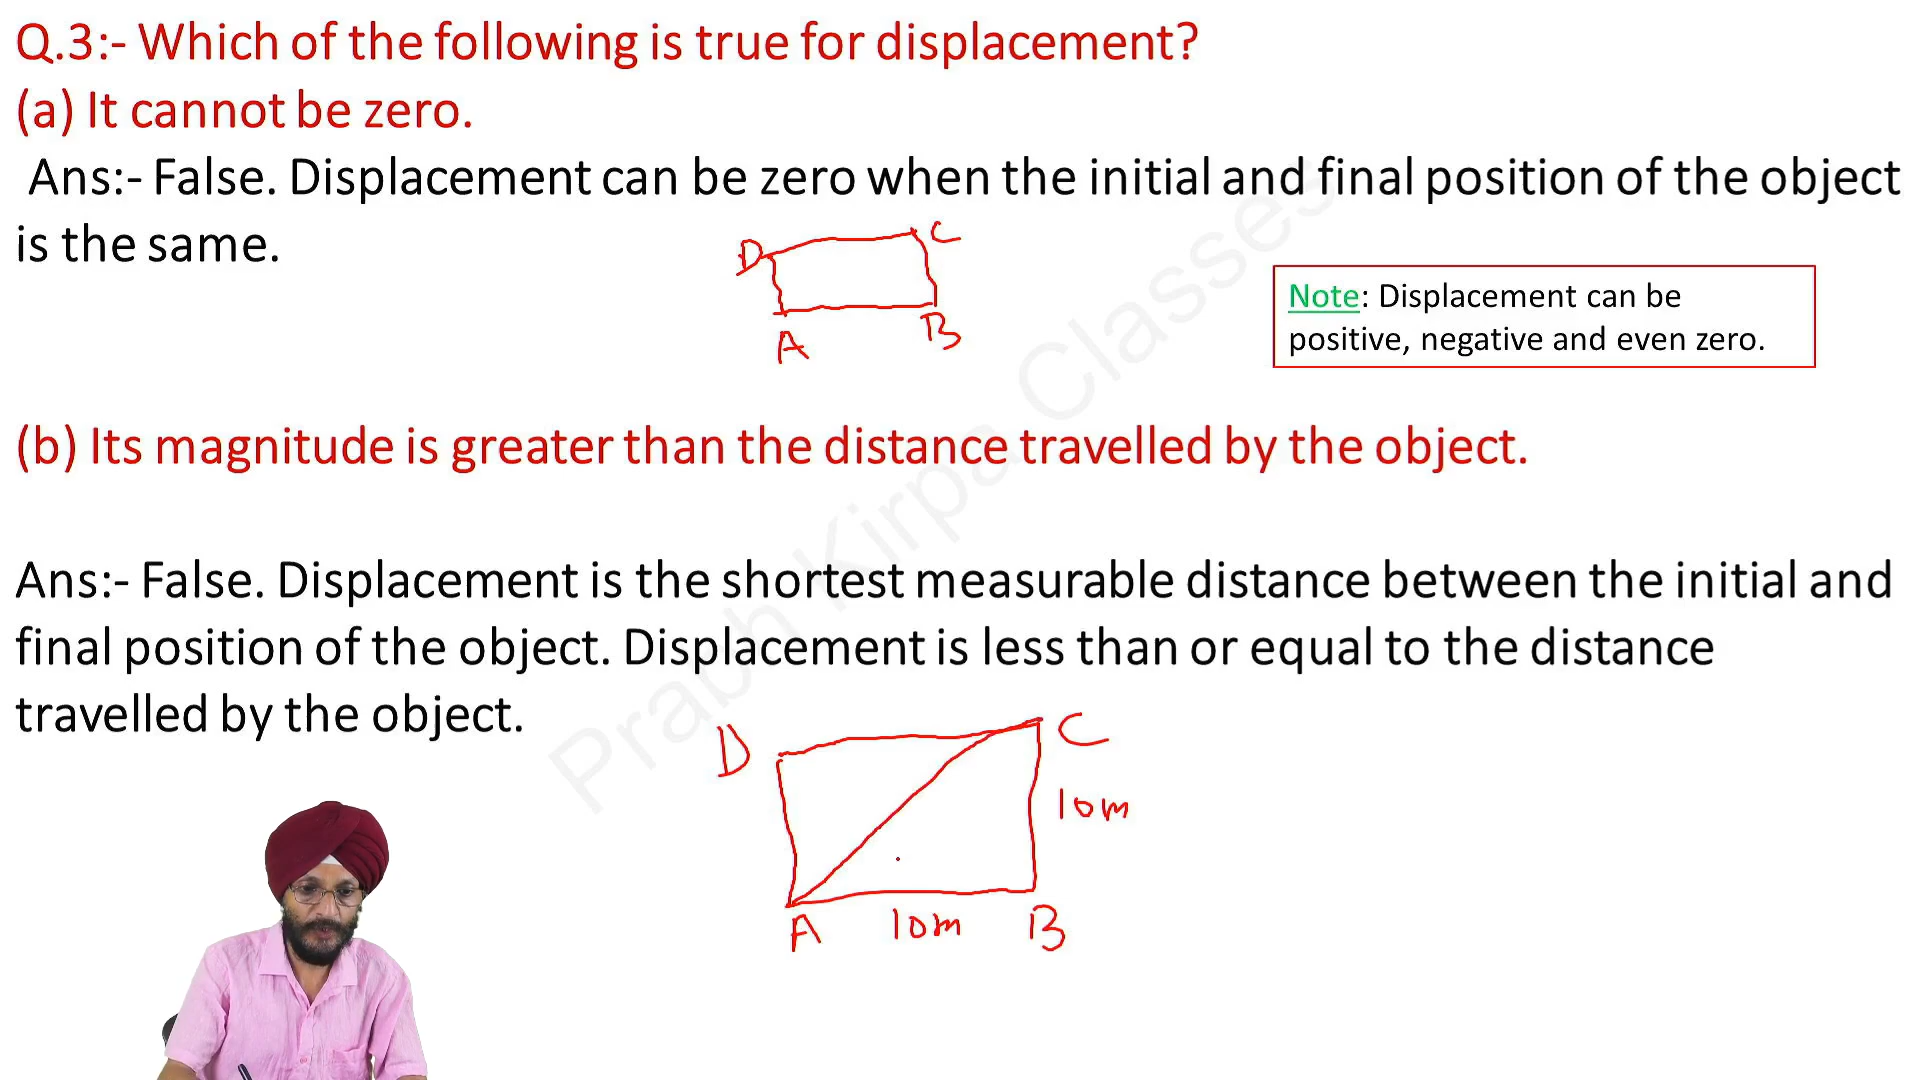 Q.3:- Which of the following is true for displacement?
(a) It cannot be zero.
Ans:- False. Displacement can be zero when the initial and final position of the object
is the same.
D C
A B
Note: Displacement can be
positive, negative and even zero.
(b) Its magnitude is greater than the distance travelled by the object.
Ans:- False. Displacement is the shortest measurable distance between the initial and
final position of the object. Displacement is less than or equal to the distance
travelled by the object.
D C
10m
A 10m B
Prabh Kirpa Classes